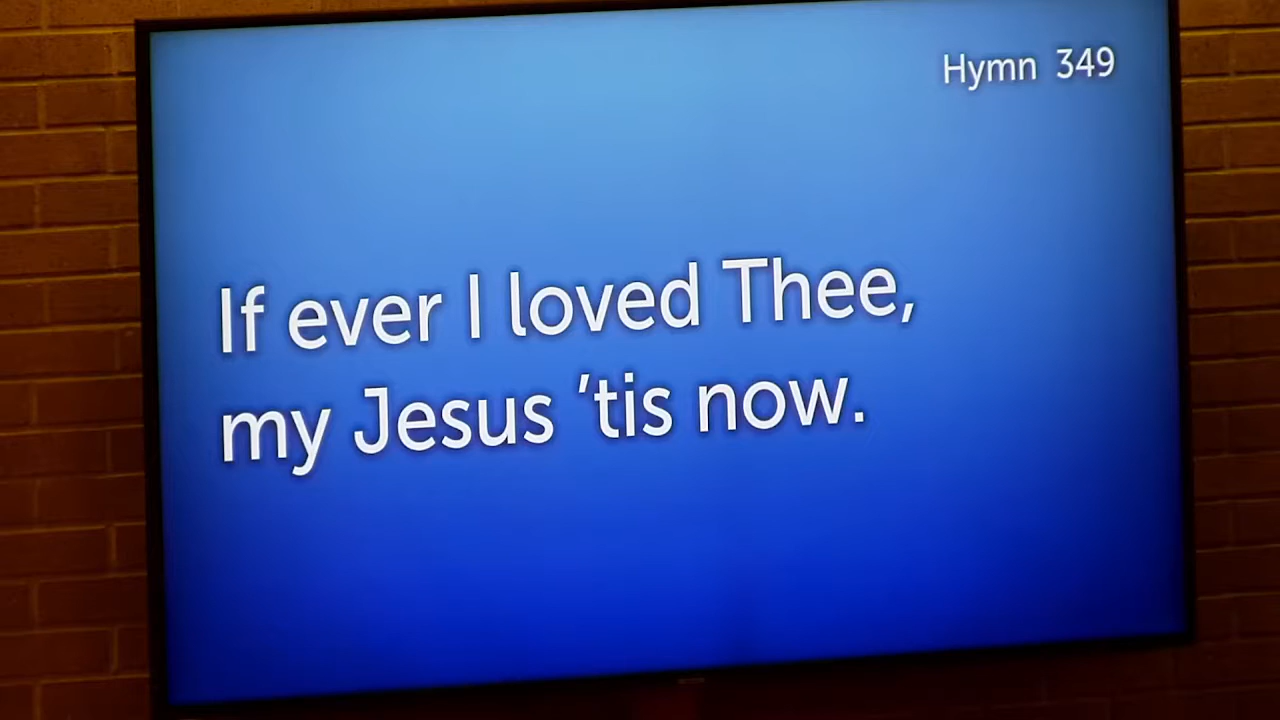 Hymn 349
If ever I loved Thee,
my Jesus ’tis now.